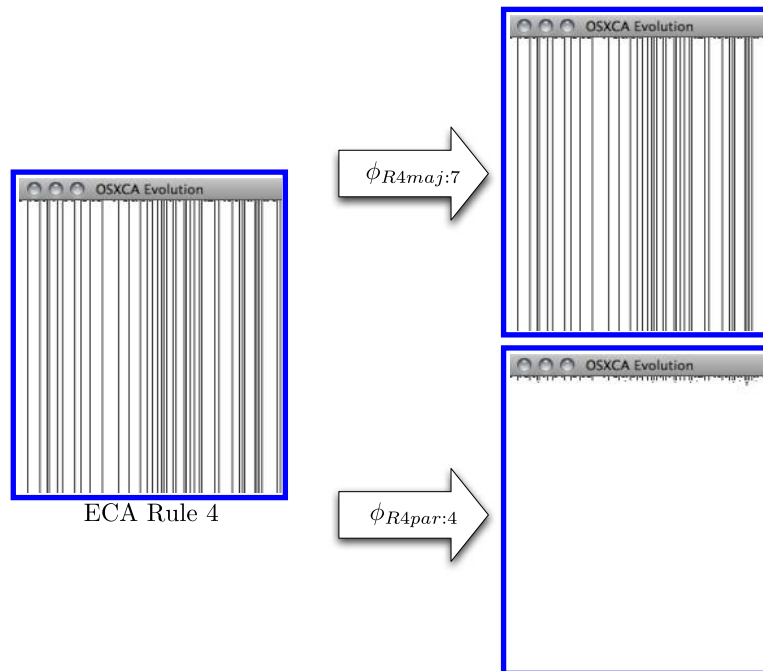 OSXCA Evolution
ϕR4maj:7
OSXCA Evolution
OSXCA Evolution
ϕR4par:4
ECA Rule 4